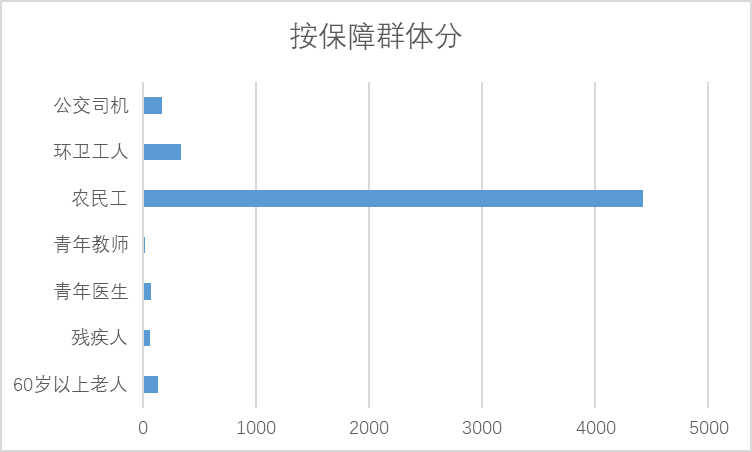 按保障群体分
公交司机
环卫工人
农民工
青年教师
青年医生
残疾人
60岁以上老人
0 1000 2000 3000 4000 5000